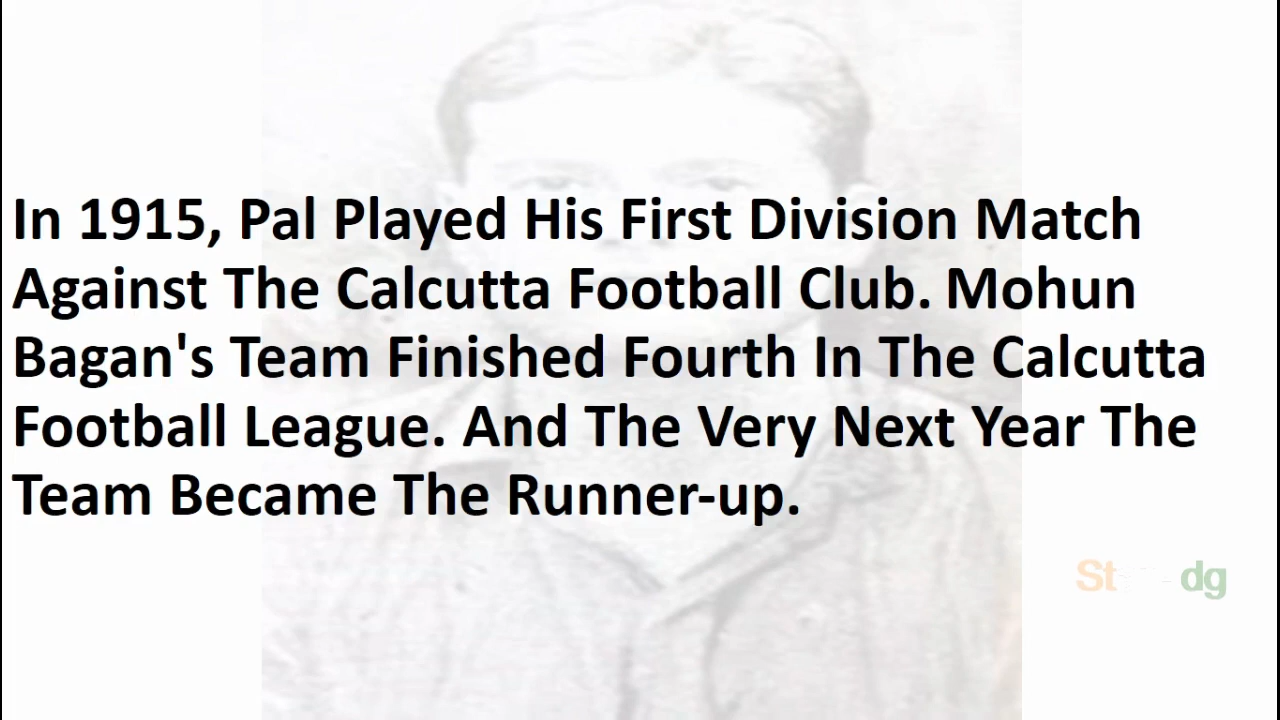 In 1915, Pal Played His First Division Match
Against The Calcutta Football Club. Mohun
Bagan's Team Finished Fourth In The Calcutta
Football League. And The Very Next Year The
Team Became The Runner-up.